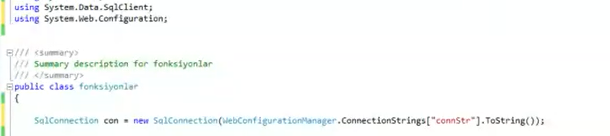 using System.Data.SqlClient;
using System.Web.Configuration;
/// <summary>
/// Summary description for fonksiyonlar
/// </summary>
public class fonksiyonlar
{
SqlConnection con = new SqlConnection(WebConfigurationManager.ConnectionStrings["connStr"].ToString());